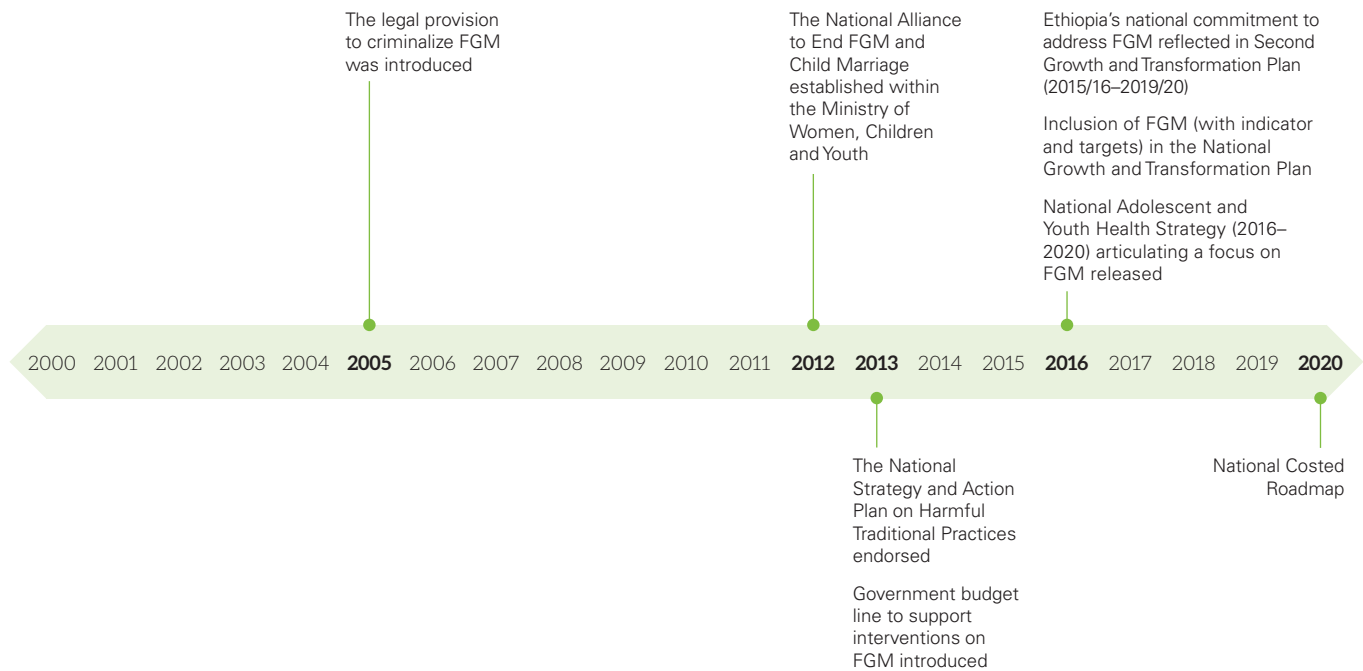 The legal provision
to criminalize FGM
was introduced
The National Alliance
to End FGM and
Child Marriage
established within
the Ministry of
Women, Children
and Youth
Ethiopia’s national commitment to
address FGM reflected in Second
Growth and Transformation Plan
(2015/16–2019/20)
Inclusion of FGM (with indicator
and targets) in the National
Growth and Transformation Plan
National Adolescent and
Youth Health Strategy (2016–
2020) articulating a focus on
FGM released
2000 2001 2002 2003 2004 2005 2006 2007 2008 2009 2010 2011 2012 2013 2014 2015 2016 2017 2018 2019 2020
The National
Strategy and Action
Plan on Harmful
Traditional Practices
endorsed
Government budget
line to support
interventions on
FGM introduced
National Costed
Roadmap